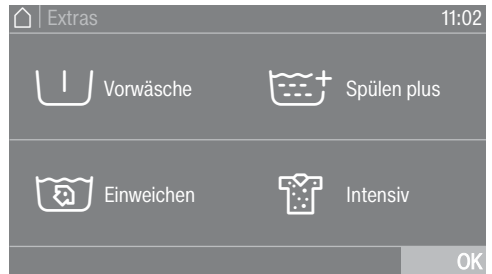 Extras 11:02
Vorwäsche Spülen plus
Einweichen Intensiv
OK